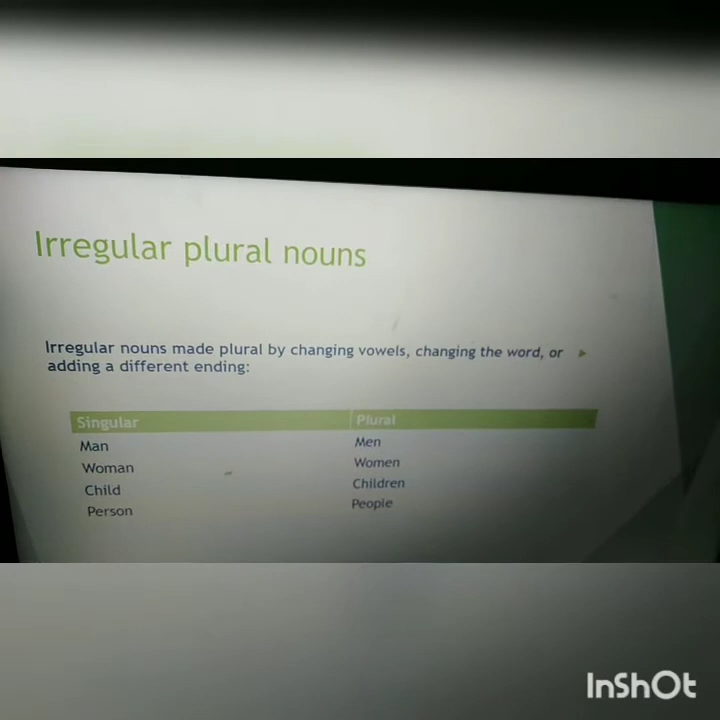 Irregular plural nouns
Irregular nouns made plural by changing vowels, changing the word, or
adding a different ending:
Singular Plural
Man Men
Woman Women
Child Children
Person People
InShOt